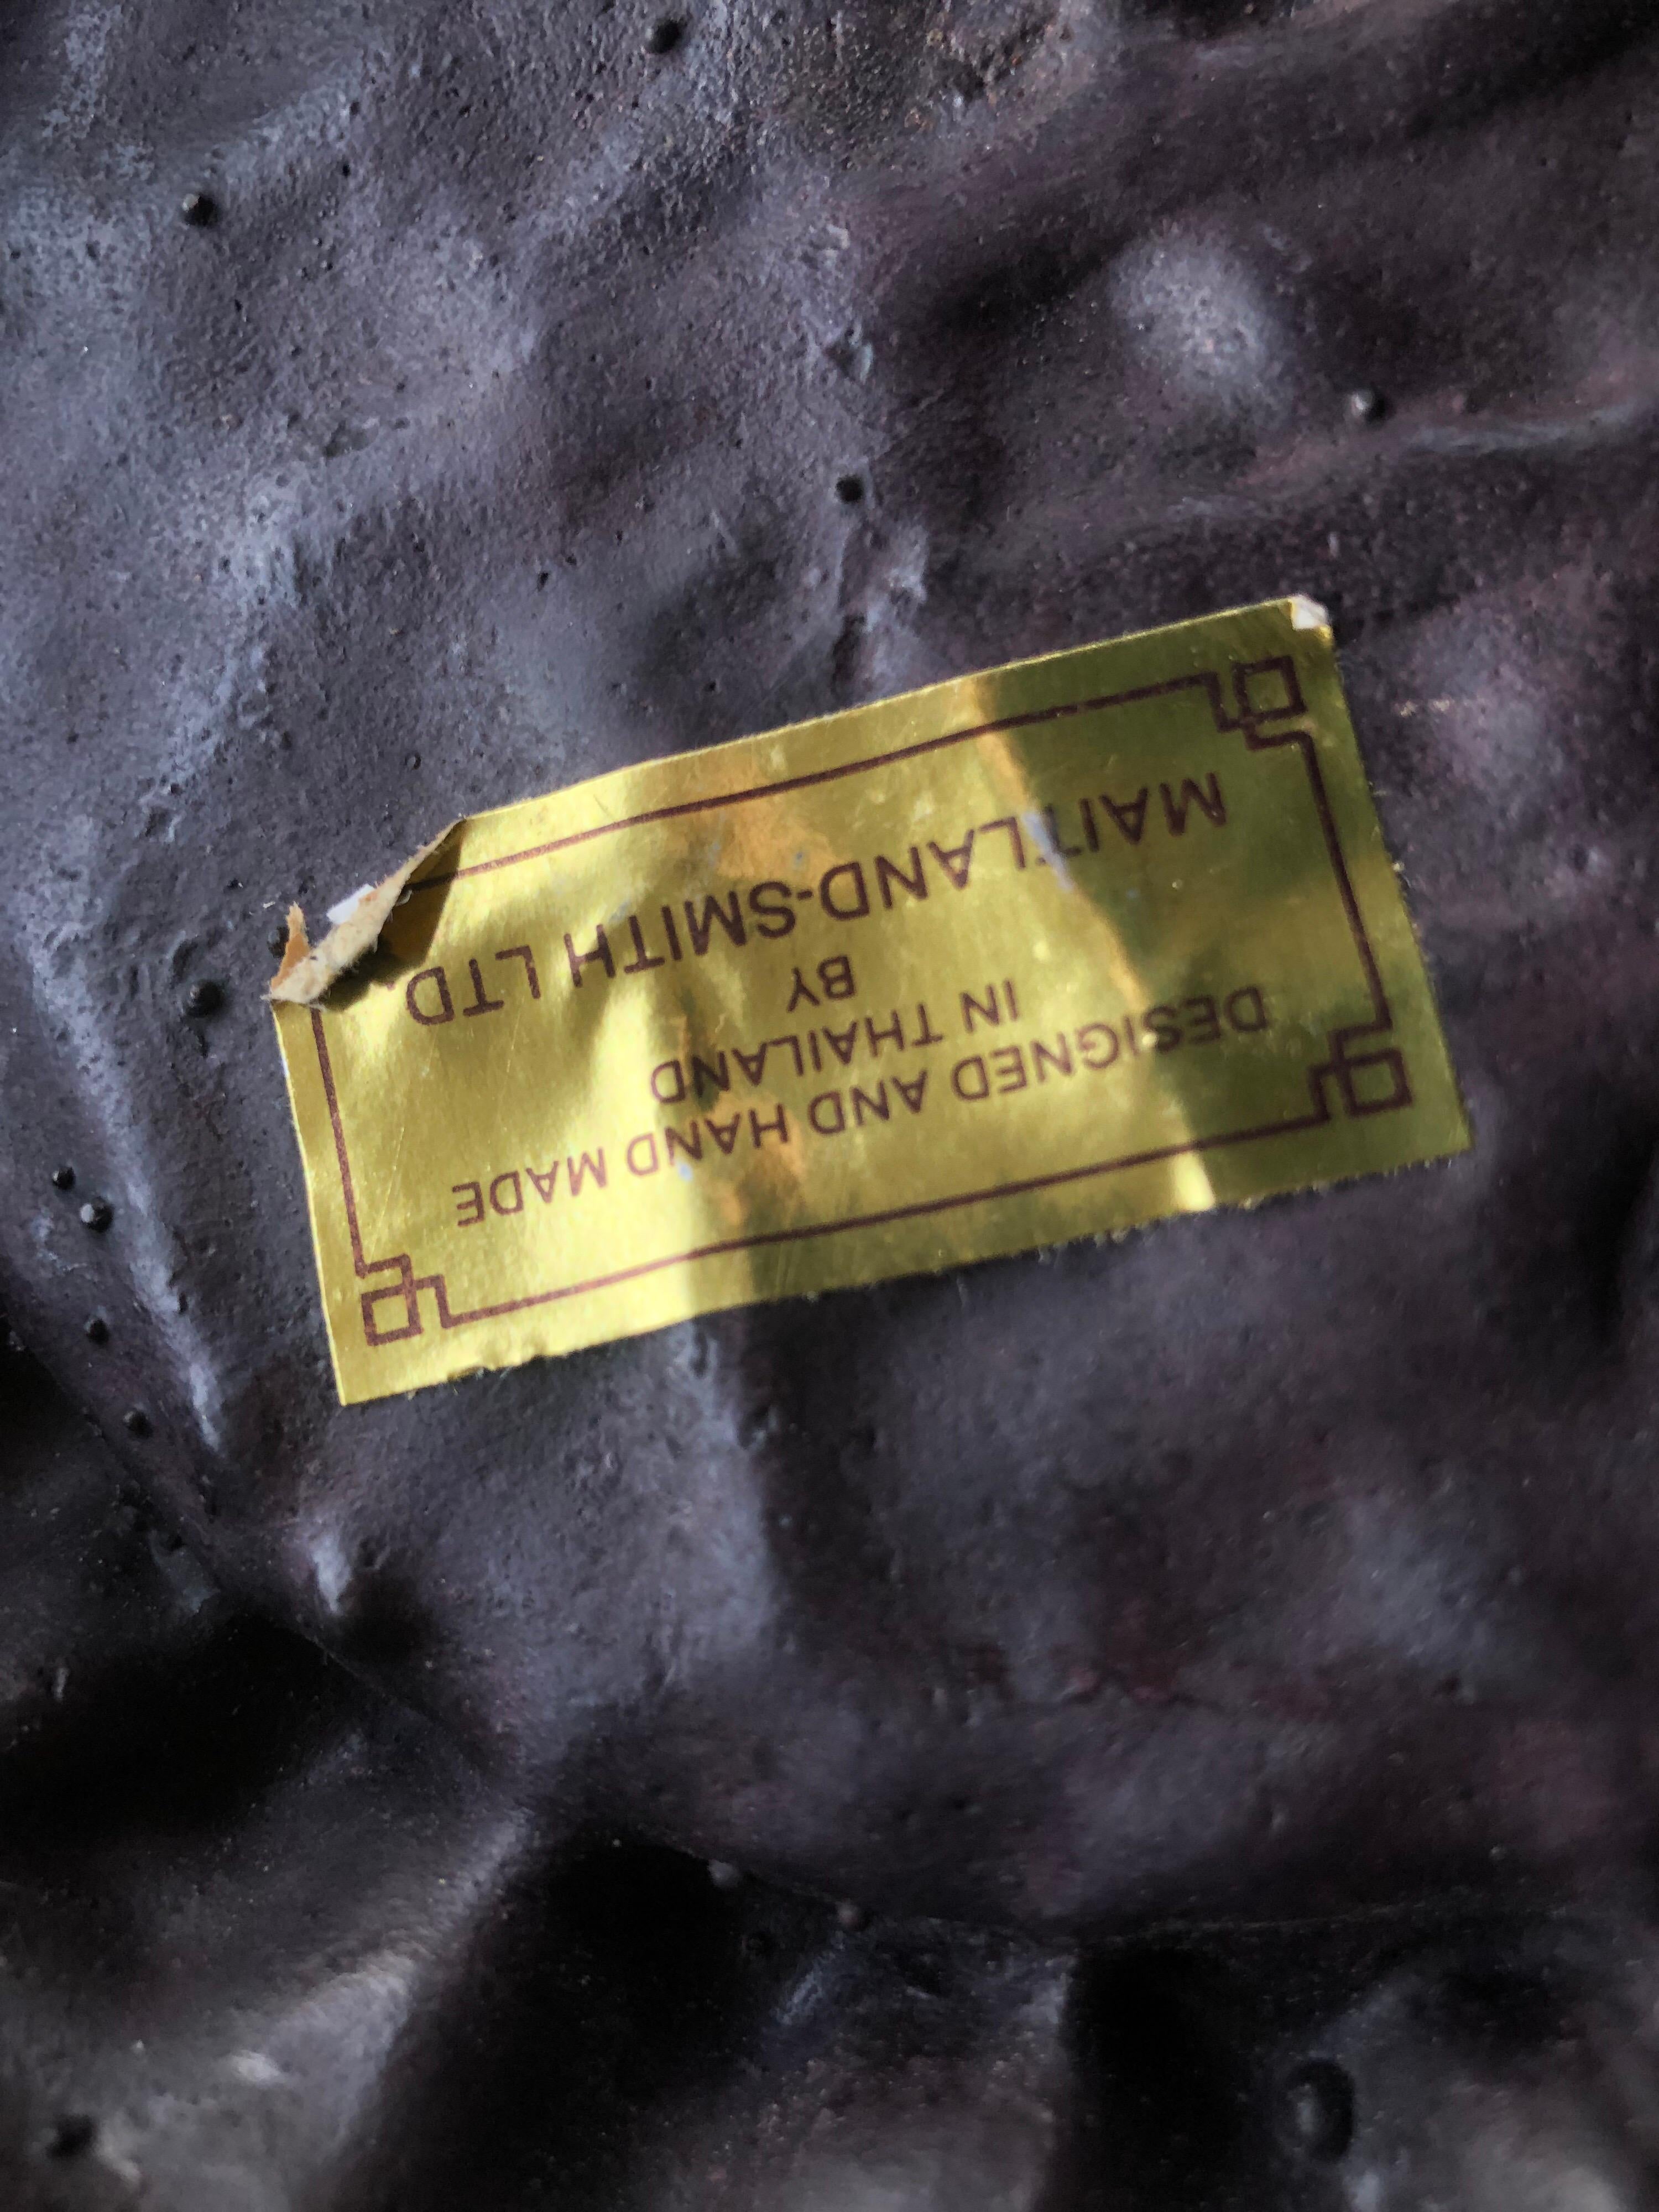 DESIGNED AND HAND MADE
IN THAILAND
BY
MAITLAND-SMITH LTD.